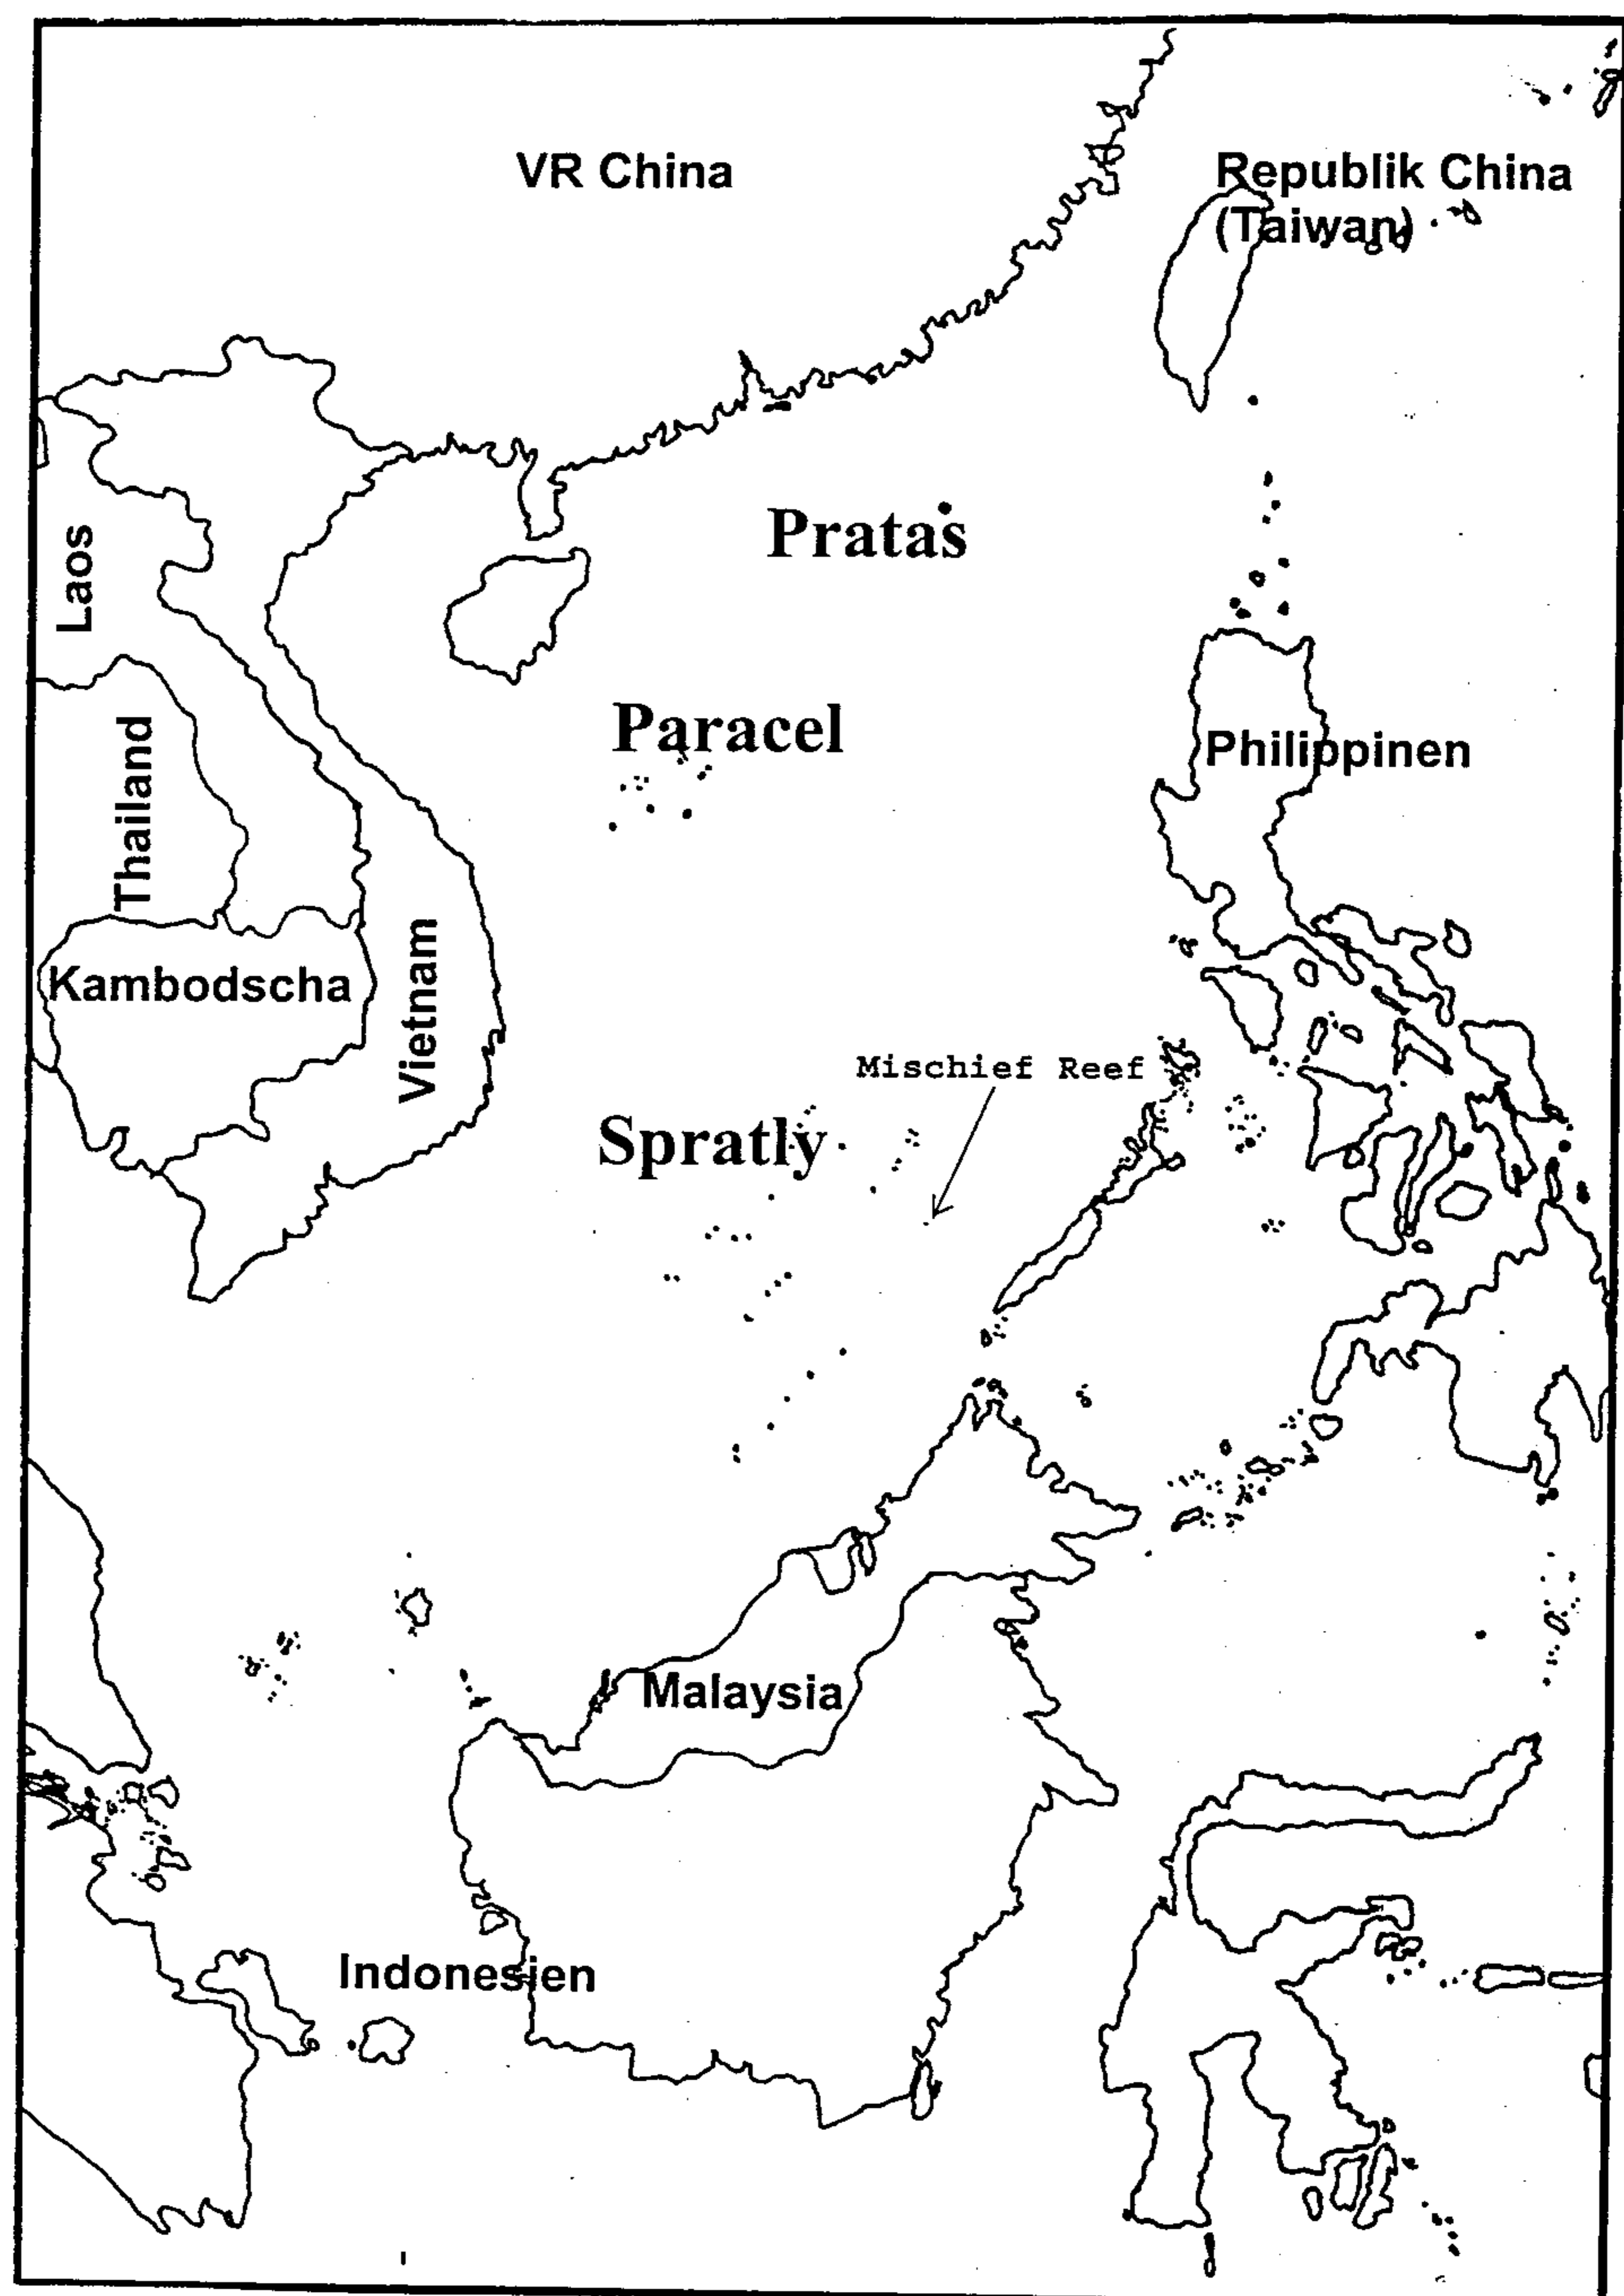 VR China
Republik China
(Taiwan)
Pratas
Laos
Paracel
Thailand
Philippinen
Kambodscha
Vietnam
Mischief Reef
Spratly
Malaysia
Indonesien